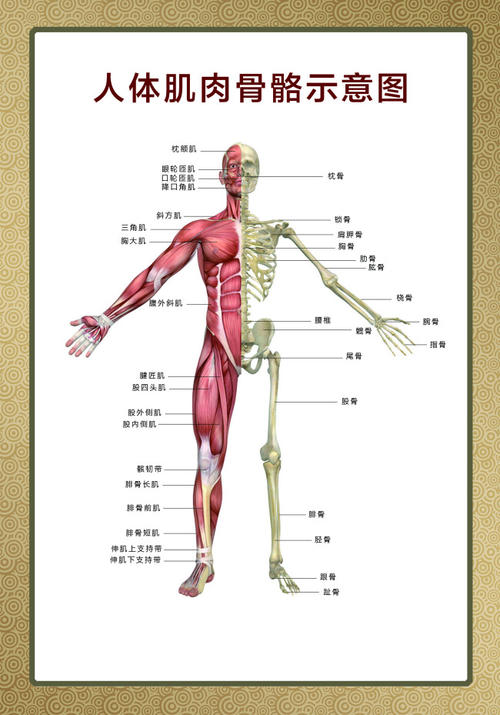 人体肌肉骨骼示意图
枕额肌
眼轮匝肌
口轮匝肌
降口角肌
斜方肌
三角肌
胸大肌
腹外斜肌
腱匠肌
股四头肌
股外侧肌
股内侧肌
髌韧带
腓骨长肌
腓骨前肌
腓骨短肌
伸肌上支持带
伸肌下支持带
枕骨
锁骨
肩胛骨
胸骨
肋骨
肱骨
桡骨
腕骨
指骨
腰椎
尾骨
股骨
腓骨
胫骨
跟骨
趾骨